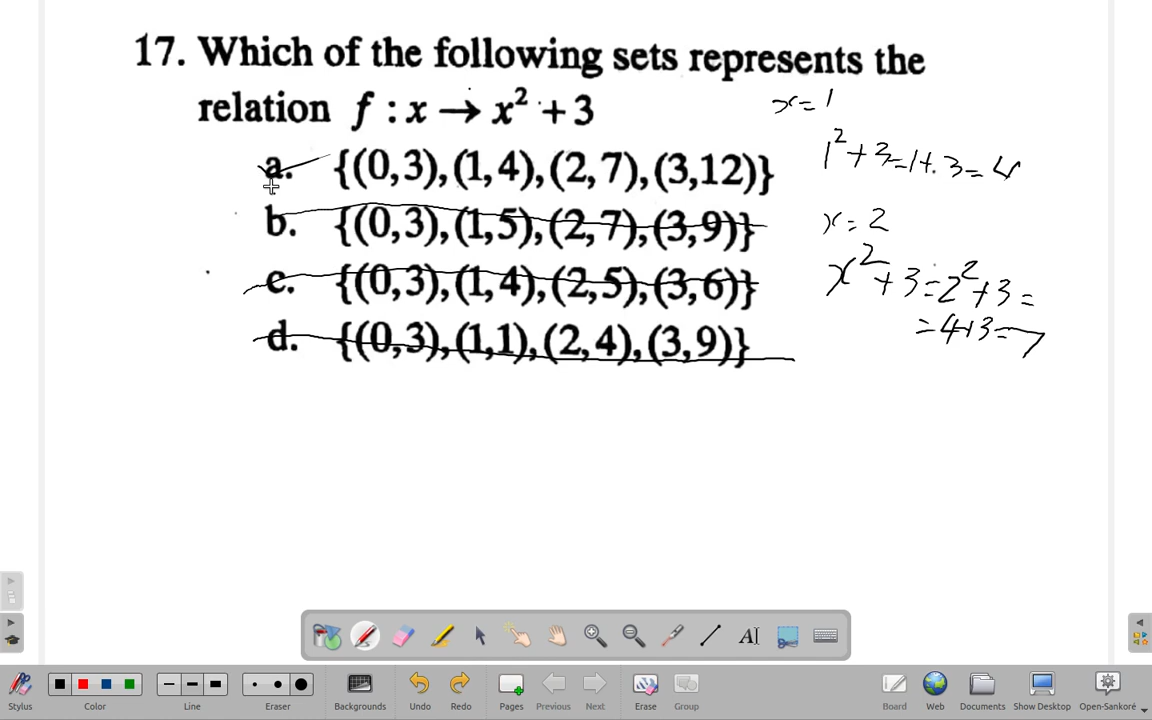 17. Which of the following sets represents the
relation f : x → x² + 3
a. {(0,3),(1,4),(2,7),(3,12)}
b. {(0,3),(1,5),(2,7),(3,9)}
c. {(0,3),(1,4),(2,5),(3,6)}
d. {(0,3),(1,1),(2,4),(3,9)}
x=1
1²+3=1+3=4
x=2
x²+3=2²+3=
=4+3=7
Stylus
Color
Line
Eraser
Backgrounds
Undo
Redo
Pages
Previous
Next
Erase
Group
Board
Web
Documents
Show Desktop
Open-Sankoré